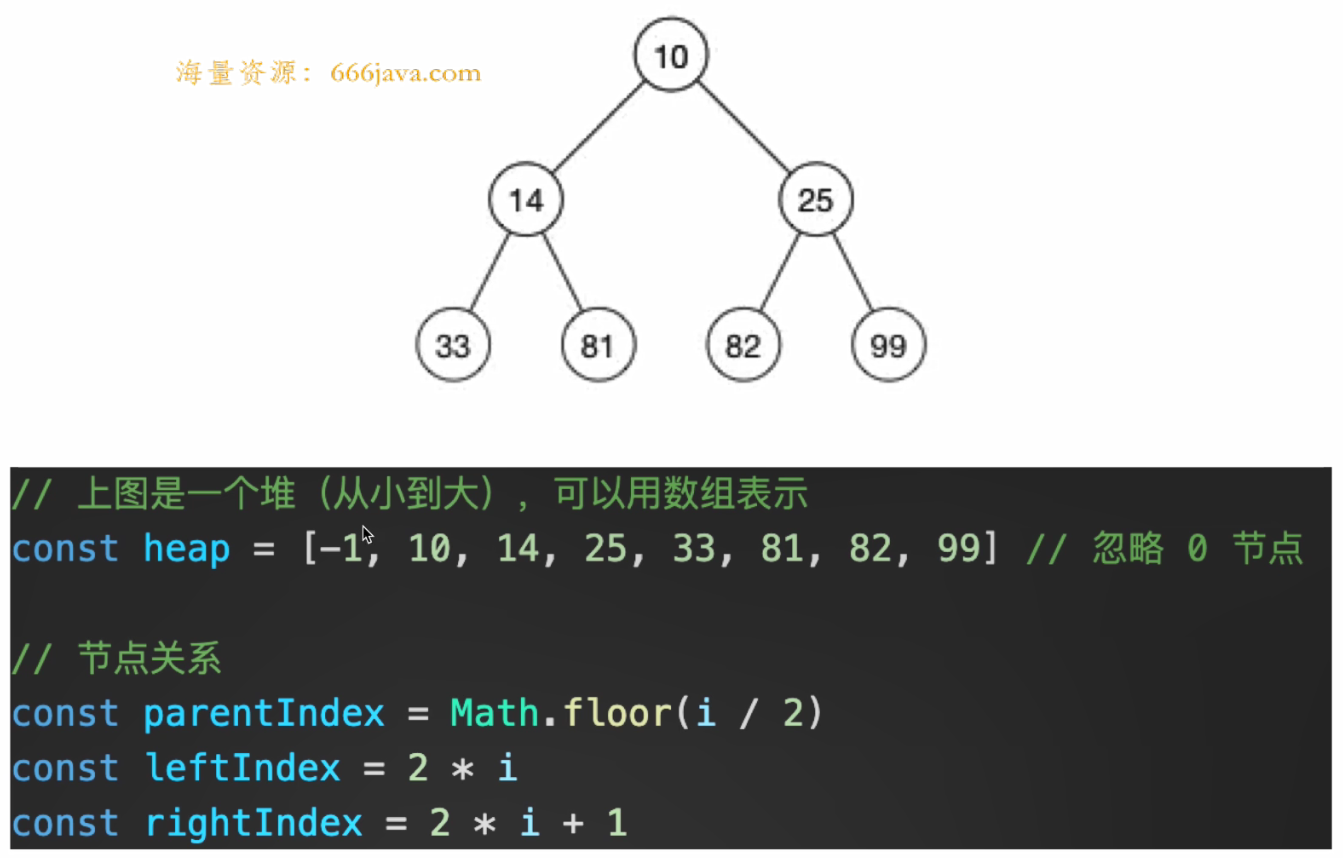 海量资源：666java.com
10
14
25
33
81
82
99
// 上图是一个堆（从小到大），可以用数组表示
const heap = [-1, 10, 14, 25, 33, 81, 82, 99] // 忽略 0 节点
// 节点关系
const parentIndex = Math.floor(i / 2)
const leftIndex = 2 * i
const rightIndex = 2 * i + 1